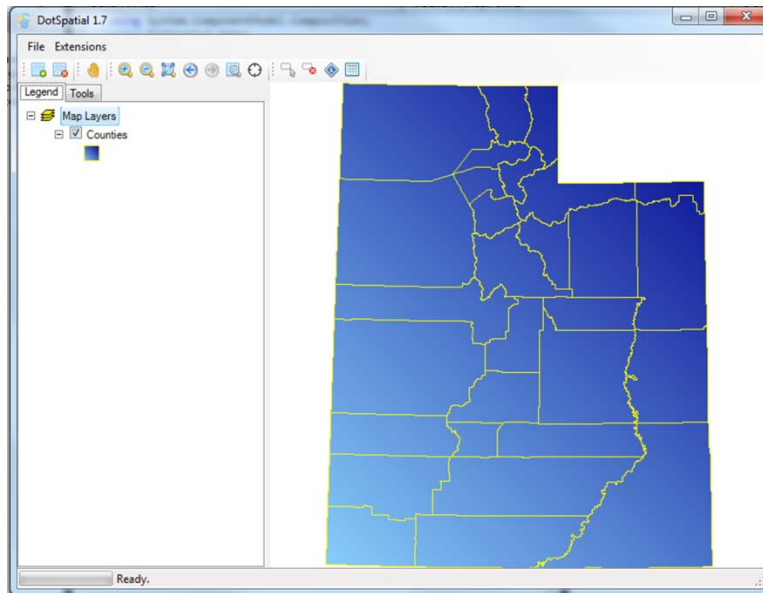 DotSpatial 1.7
File Extensions
Legend Tools
Map Layers
Counties
Ready.